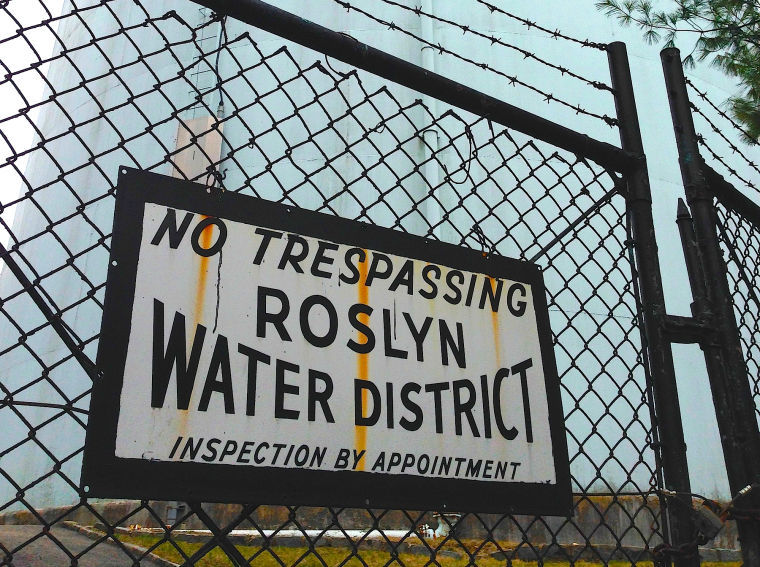 NO TRESPASSING
ROSLYN
WATER DISTRICT
INSPECTION BY APPOINTMENT